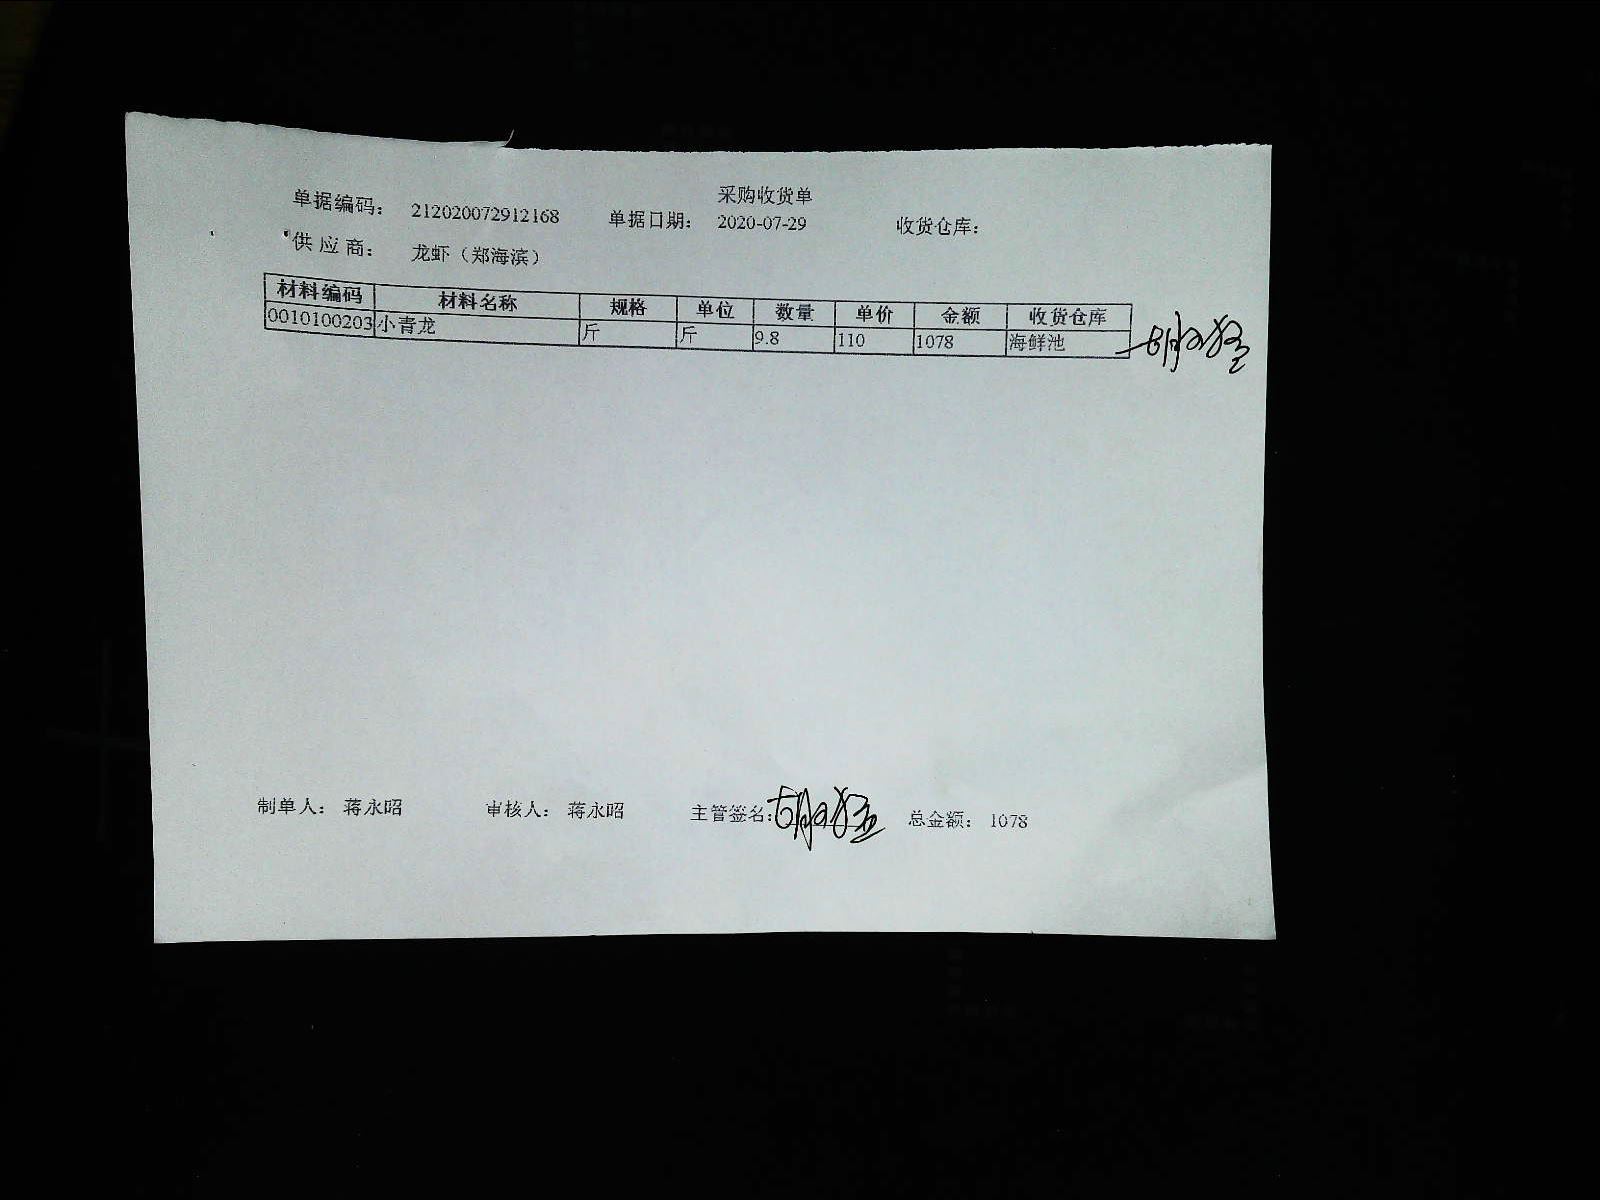 采购收货单
单据编码: 212020072912168 单据日期: 2020-07-29 收货仓库:
供应商: 龙虾（郑海滨）
材料编码 材料名称 规格 单位 数量 单价 金额 收货仓库
0010100203 小青龙 斤 斤 9.8 110 1078 海鲜池
制单人: 蒋永昭 审核人: 蒋永昭 主管签名: 总金额: 1078